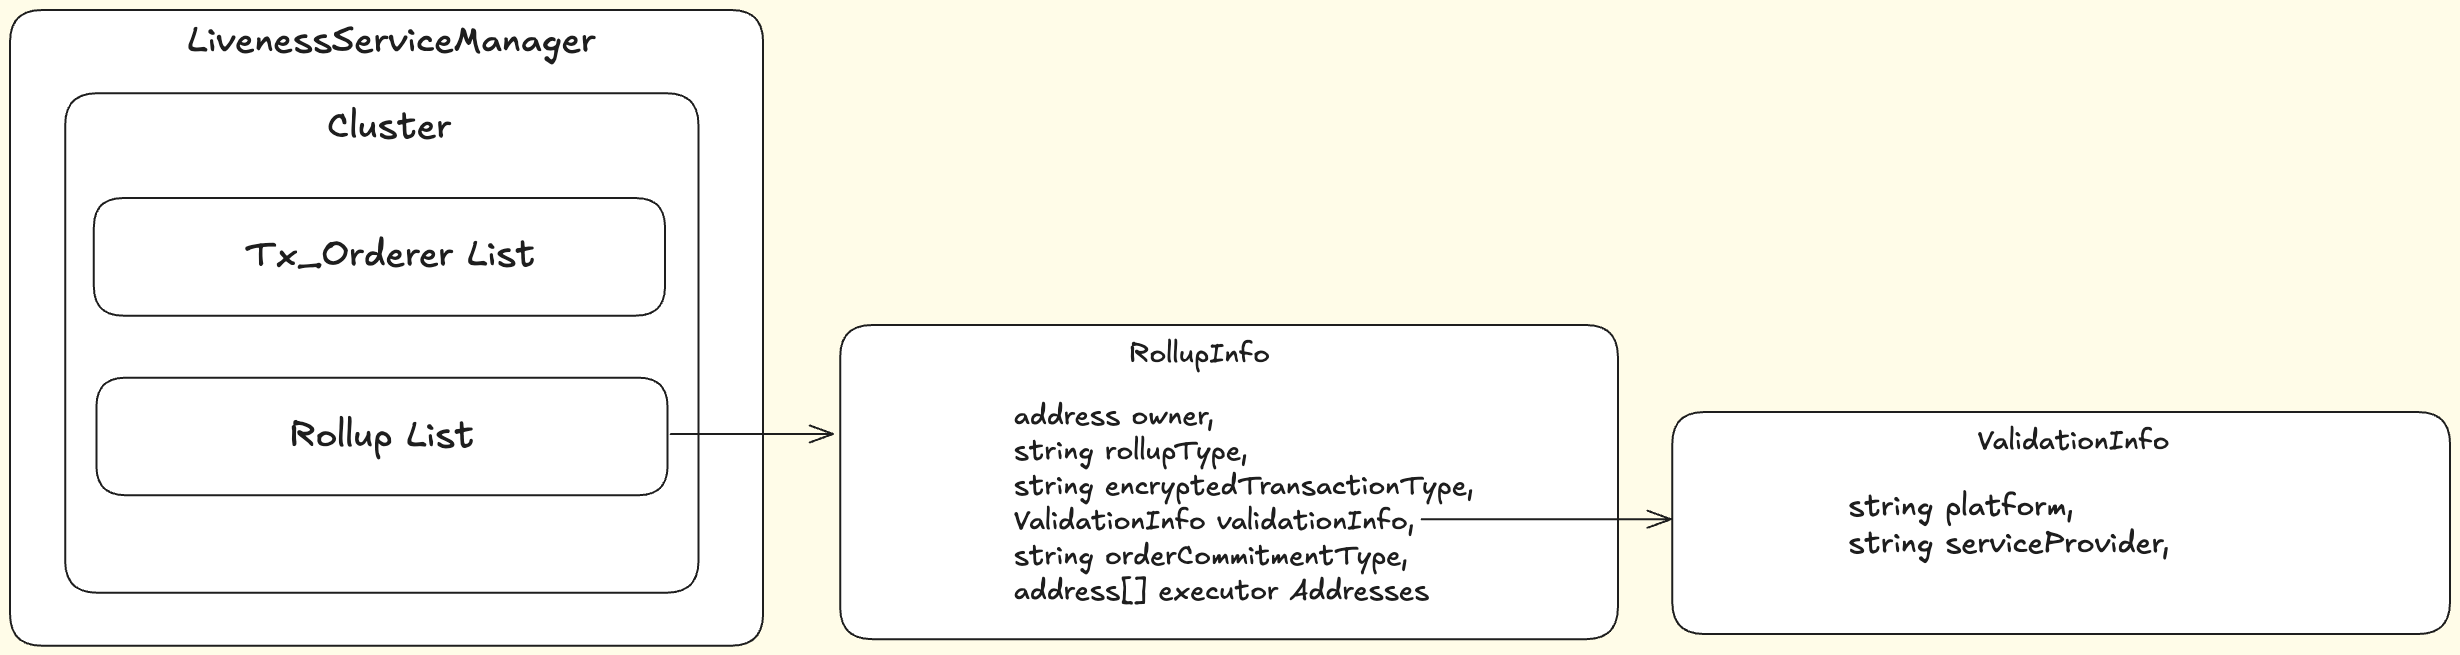 LivenessServiceManager
Cluster
Tx_Orderer List
Rollup List
RollupInfo
address owner,
string rollupType,
string encryptedTransactionType,
ValidationInfo validationInfo,
string orderCommitmentType,
address[] executor Addresses
ValidationInfo
string platform,
string serviceProvider,